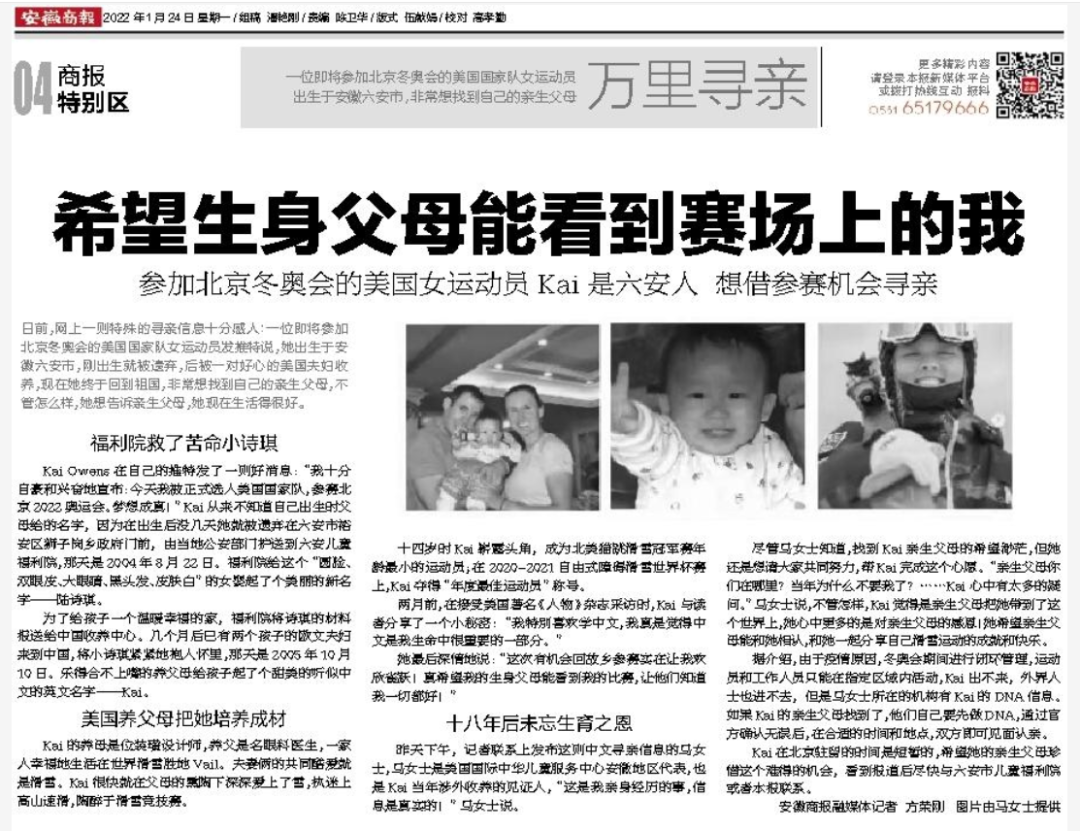 安徽商報 2022年1月24日 星期一/组稿 潘艳刚/责编 陈卫华/版式 伍献娟/校对 高孝勤
04 商报
特别区
一位即将参加北京冬奥会的美国国家队女运动员
出生于安徽六安市，非常想找到自己的亲生父母
万里寻亲
更多精彩内容
请登录本报新媒体平台
或拨打热线互动 报料
0551 65179666
希望生身父母能看到赛场上的我
参加北京冬奥会的美国女运动员 Kai 是六安人 想借参赛机会寻亲
日前，网上一则特殊的寻亲信息十分感人：一位即将参加
北京冬奥会的美国国家队女运动员发推特说，她出生于安
徽六安市，刚出生就被遗弃，后被一对好心的美国夫妇收
养，现在她终于回到祖国，非常想找到自己的亲生父母，不
管怎么样，她想告诉亲生父母，她现在生活得很好。
福利院救了苦命小诗琪
Kai Owens 在自己的推特发了一则好消息：“我十分
自豪和兴奋地宣布：今天我被正式选入美国国家队，参赛北
京2022奥运会。梦想成真！”Kai 从来不知道自己出生时父
母给的名字，因为在出生后没几天她就被遗弃在六安市裕
安区狮子岗乡政府门前，由当地公安部门护送到六安儿童
福利院，那天是2004年8月22日。福利院给这个“圆脸、
双眼皮、大眼睛、黑头发、皮肤白”的女婴起了个美丽的新名
字——陆诗琪。
为了给孩子一个温暖幸福的家，福利院将诗琪的材料
报送给中国收养中心。几个月后已有两个孩子的欧文夫妇
来到中国，将小诗琪紧紧地抱入怀里，那天是2005年10月
10日。乐得合不上嘴的养父母给孩子起了个甜美的听似中
文的英文名字——Kai。
美国养父母把她培养成材
Kai 的养母是位装璜设计师，养父是名眼科医生，一家
人幸福地生活在世界滑雪胜地 Vail。夫妻俩的共同酷爱就
是滑雪。Kai 很快就在父母的熏陶下深深爱上了雪，执迷上
高山速滑，陶醉于滑雪竞技赛。
十四岁时 Kai 崭露头角，成为北美猫跳滑雪冠军赛年
龄最小的运动员；在2020-2021自由式障碍滑雪世界杯赛
上，Kai 夺得“年度最佳运动员”称号。
两月前，在接受美国著名《人物》杂志采访时，Kai 与读
者分享了一个小秘密：“我特别喜欢学中文，我真是觉得中
文是我生命中很重要的一部分。”
她最后深情地说：“这次有机会回故乡参赛实在让我欢
欣雀跃！真希望我的生身父母能看到我的比赛，让他们知道
我一切都好！”
十八年后未忘生育之恩
昨天下午，记者联系上发布这则中文寻亲信息的马女
士，马女士是美国国际中华儿童服务中心安徽地区代表，也
是 Kai 当年涉外收养的见证人，“这是我亲身经历的事，信
息是真实的！”马女士说。
尽管马女士知道，找到 Kai 亲生父母的希望渺茫，但她
还是想请大家共同努力，帮 Kai 完成这个心愿。“亲生父母你
们在哪里？当年为什么不要我了？……Kai 心中有太多的疑
问。”马女士说，不管怎样，Kai 觉得是亲生父母把她带到了这
个世界上，她心中更多的是对亲生父母的感恩！她希望亲生父
母能和她相认，和她一起分享自己滑雪运动的成就和快乐。
据介绍，由于疫情原因，冬奥会期间进行闭环管理，运动
员和工作人员只能在指定区域内活动，Kai 出不来，外界人
士也进不去，但是马女士所在的机构有 Kai 的 DNA 信息。
如果 Kai 的亲生父母找到了，他们自己要先做DNA，通过官
方确认无误后，在合适的时间和地点，双方即可见面认亲。
Kai 在北京驻留的时间是短暂的，希望她的亲生父母珍
惜这个难得的机会，看到报道后尽快与六安市儿童福利院
或者本报联系。
安徽商报融媒体记者 方荣刚 图片由马女士提供